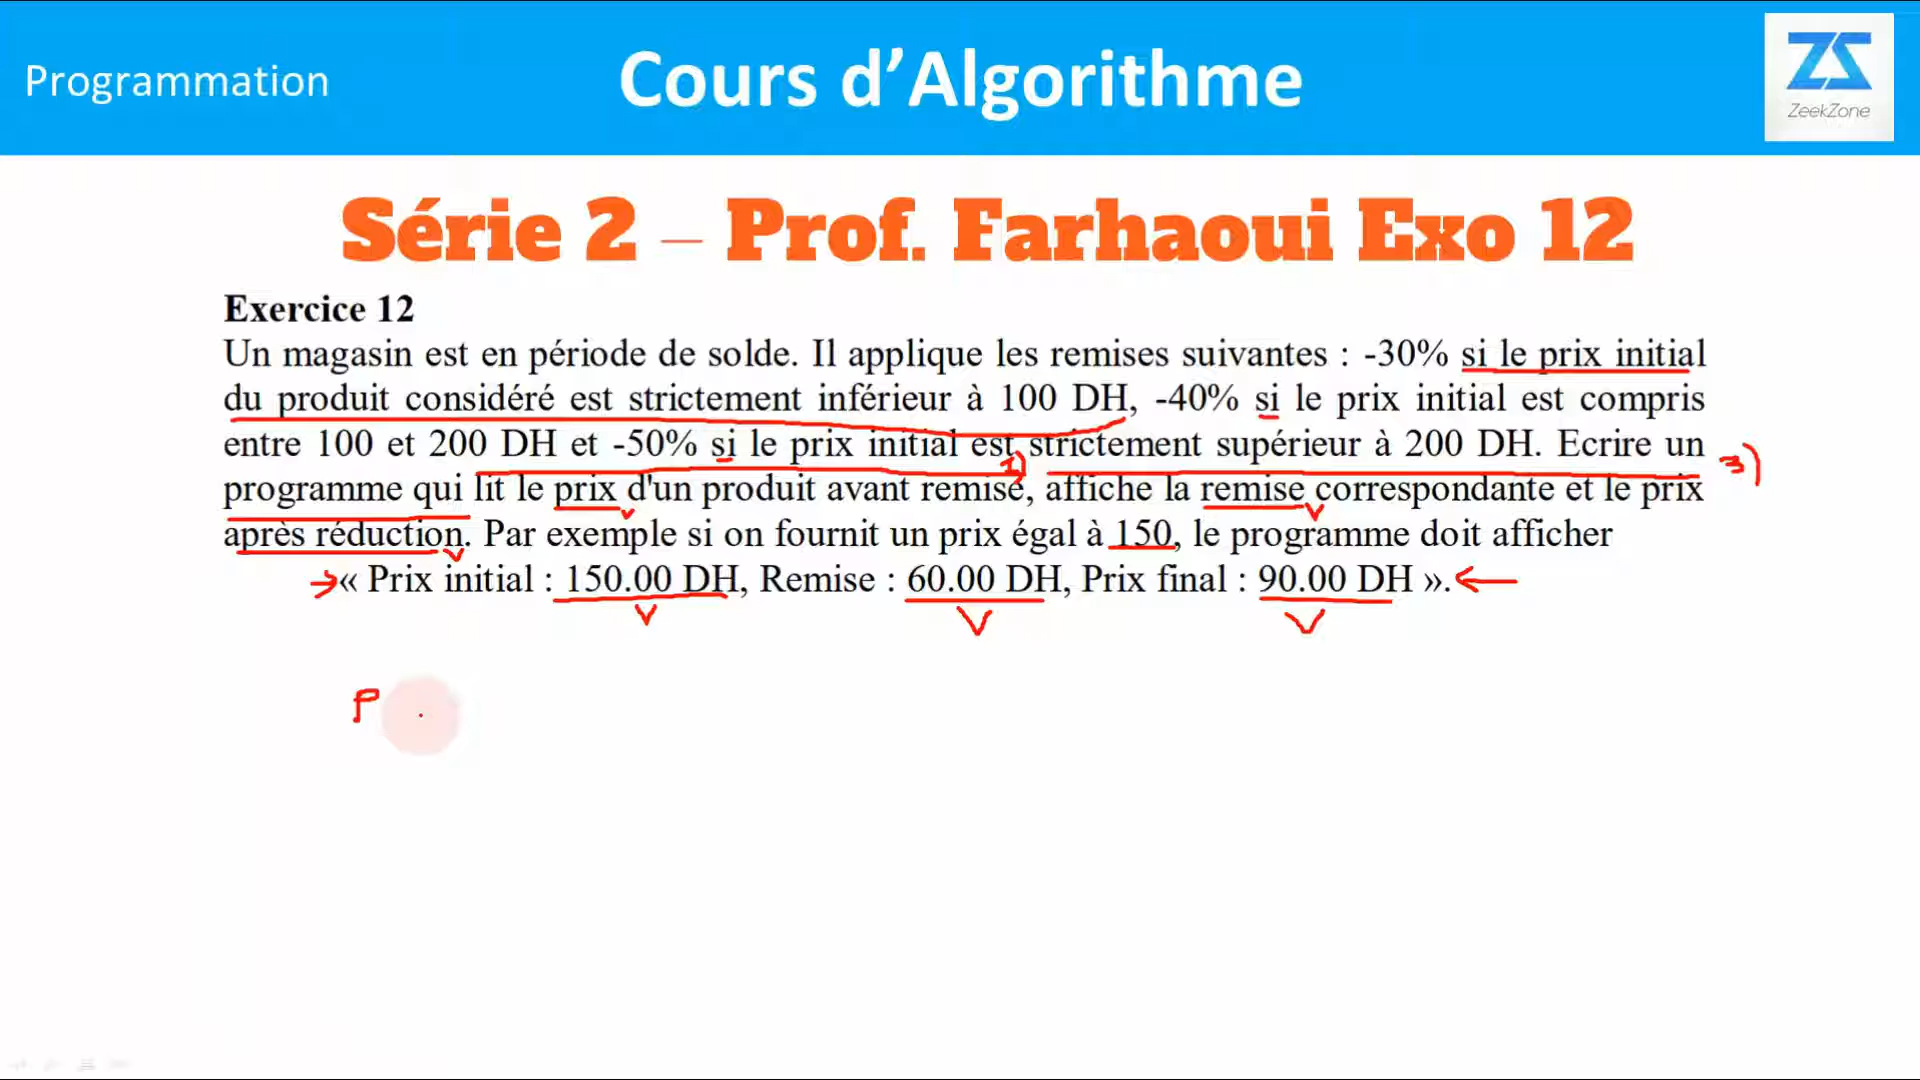 Programmation
Cours d’Algorithme
ZS
ZeekZone
Série 2 – Prof. Farhaoui Exo 12
Exercice 12
Un magasin est en période de solde. Il applique les remises suivantes : -30% si le prix initial
du produit considéré est strictement inférieur à 100 DH, -40% si le prix initial est compris
entre 100 et 200 DH et -50% si le prix initial est strictement supérieur à 200 DH. Ecrire un
programme qui lit le prix d'un produit avant remise, affiche la remise correspondante et le prix
après réduction. Par exemple si on fournit un prix égal à 150, le programme doit afficher
« Prix initial : 150.00 DH, Remise : 60.00 DH, Prix final : 90.00 DH ».
3)
P